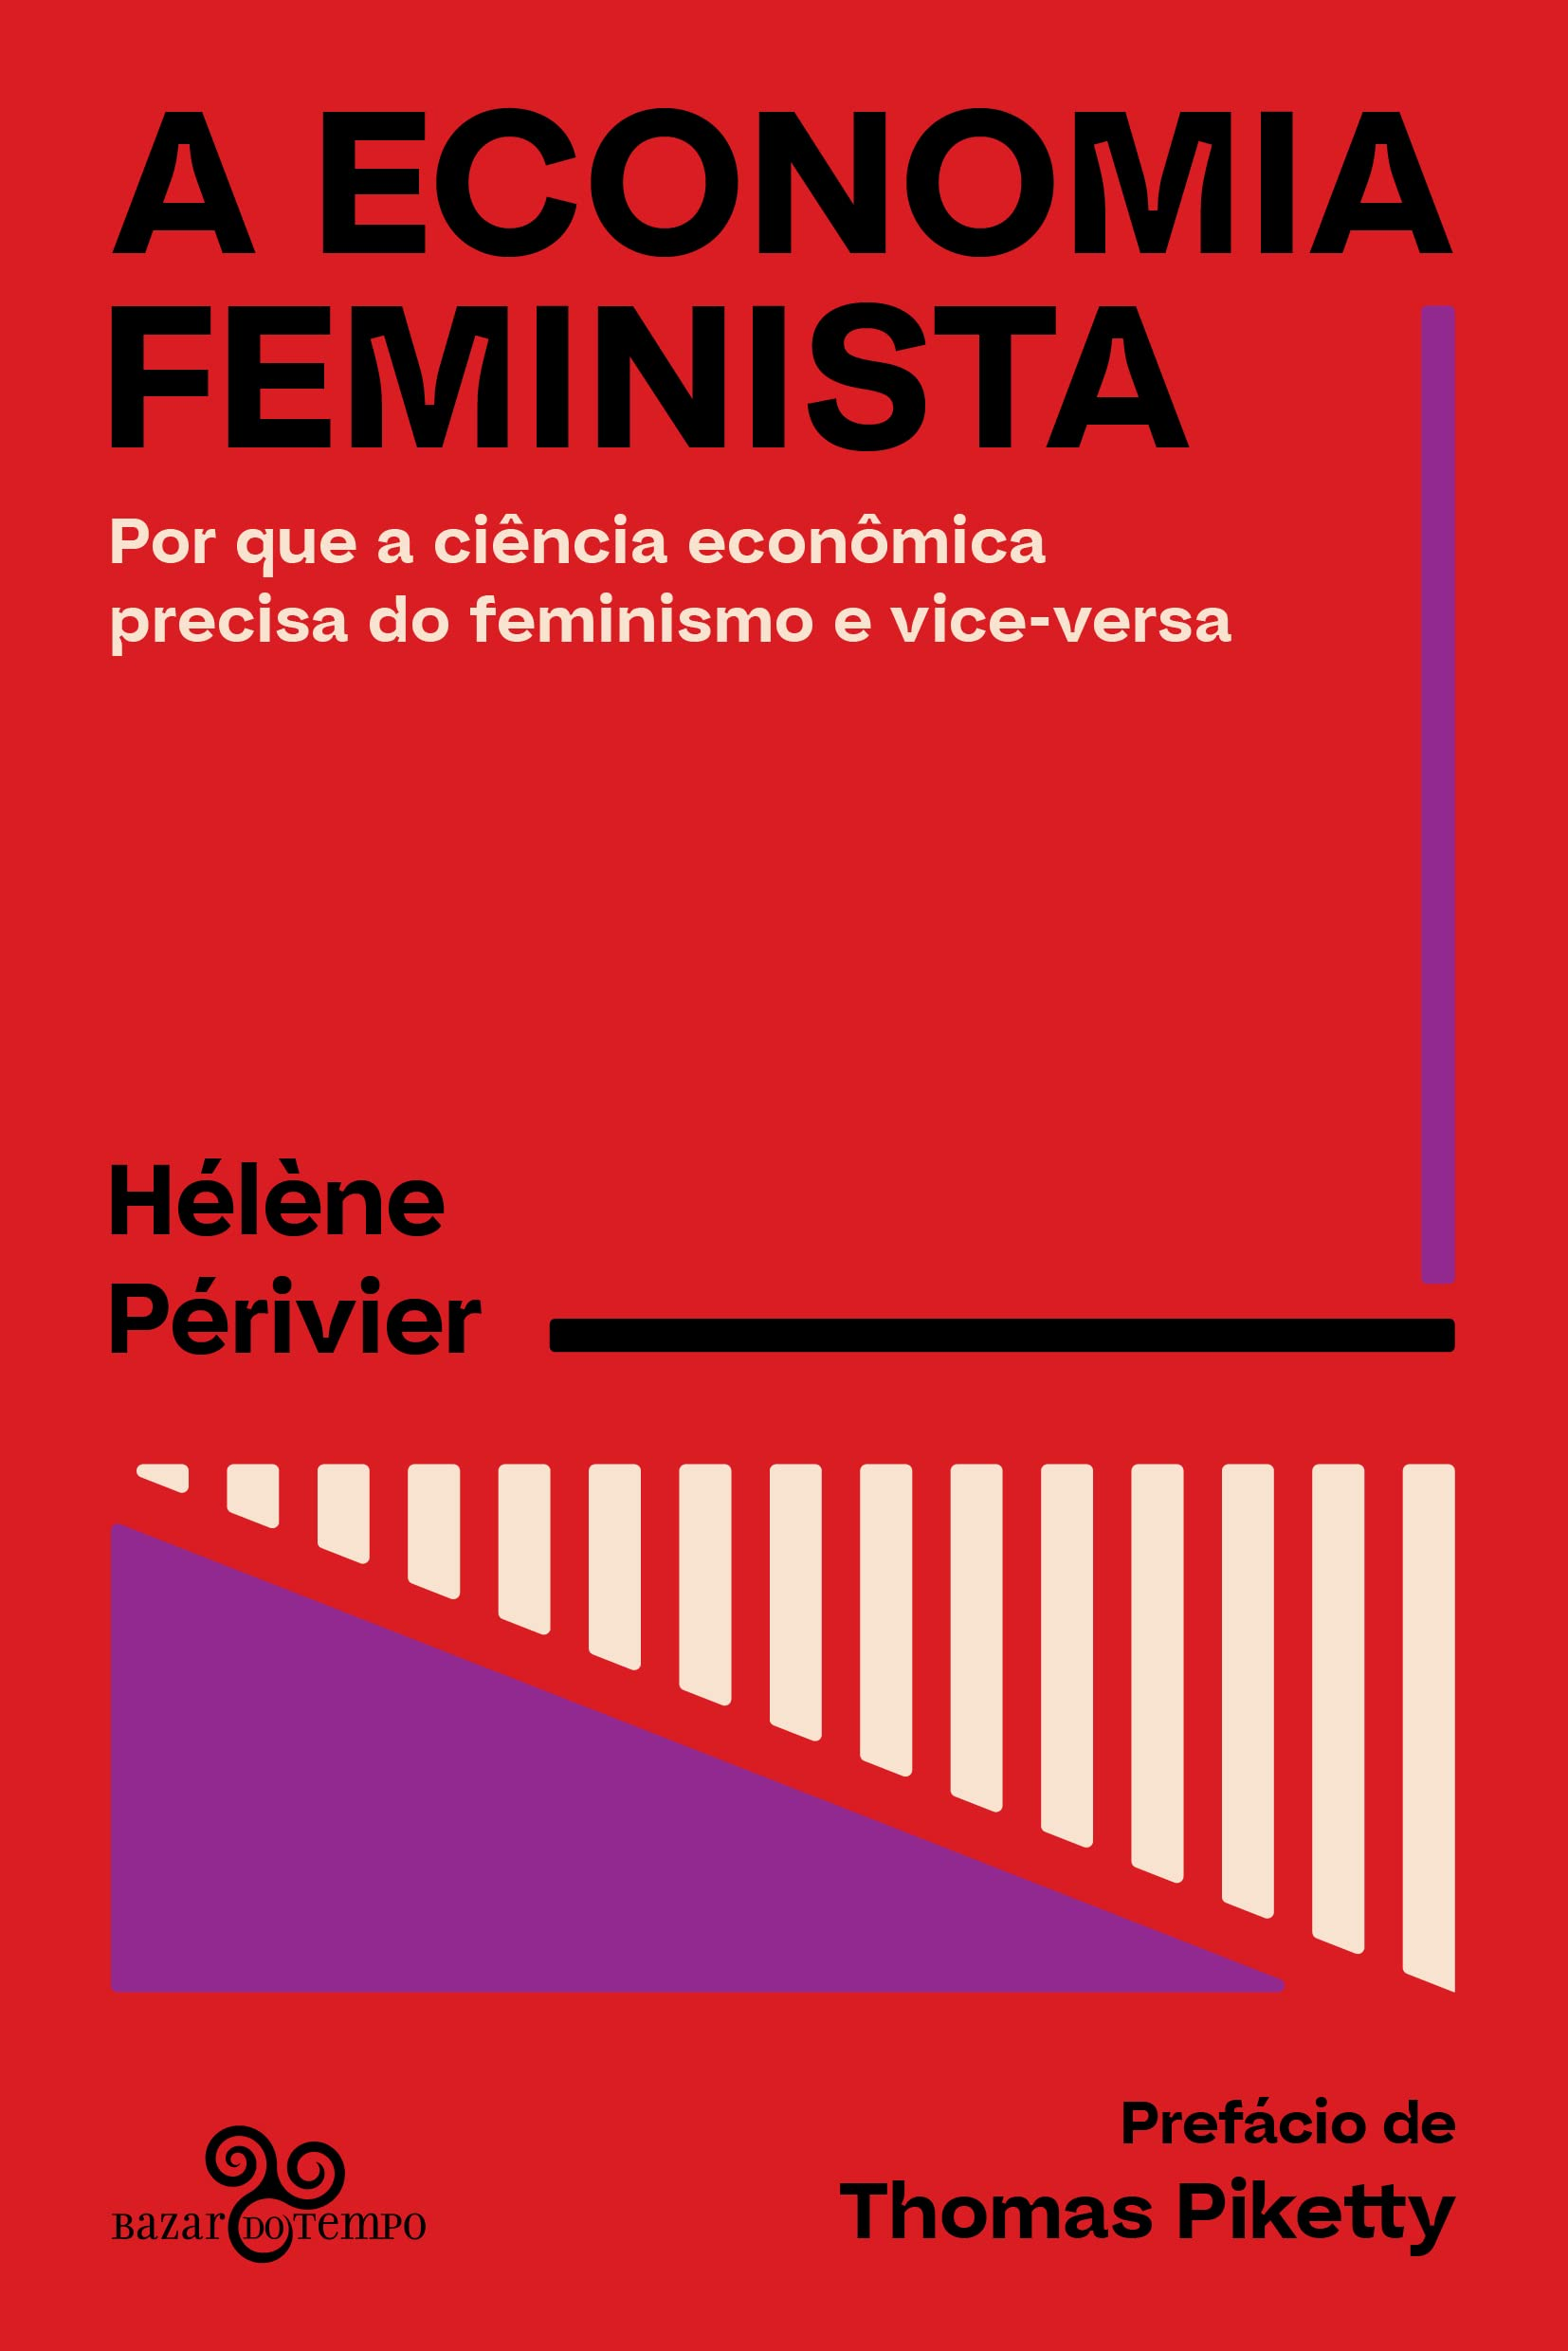 A ECONOMIA
FEMINISTA
Por que a ciência econômica
precisa do feminismo e vice-versa
Hélène
Périvier
Prefácio de
Thomas Piketty
Bazar DO Tempo